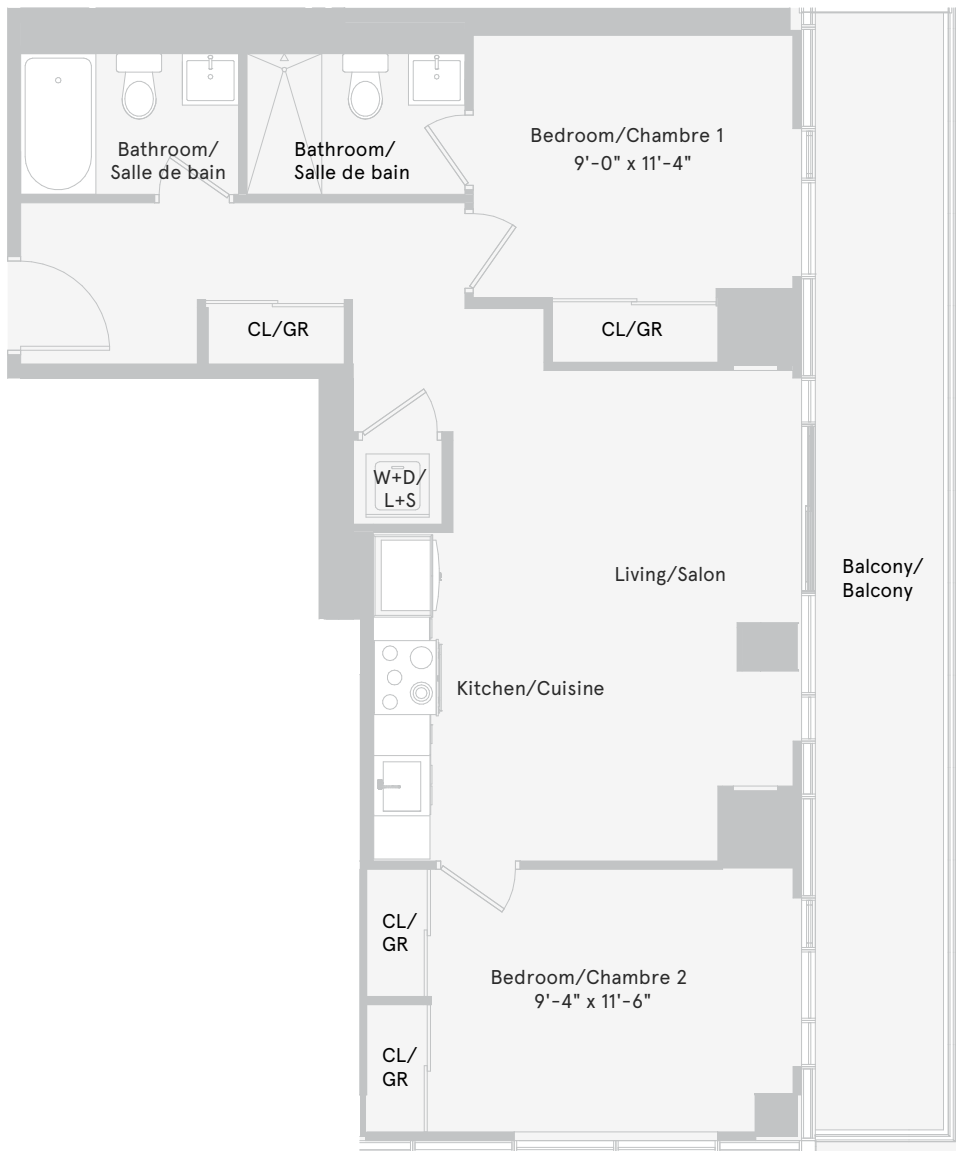 Bathroom/
Salle de bain
Bathroom/
Salle de bain
Bedroom/Chambre 1
9'-0" x 11'-4"
CL/GR
CL/GR
W+D/
L+S
Living/Salon
Balcony/
Balcony
Kitchen/Cuisine
CL/
GR
Bedroom/Chambre 2
9'-4" x 11'-6"
CL/
GR